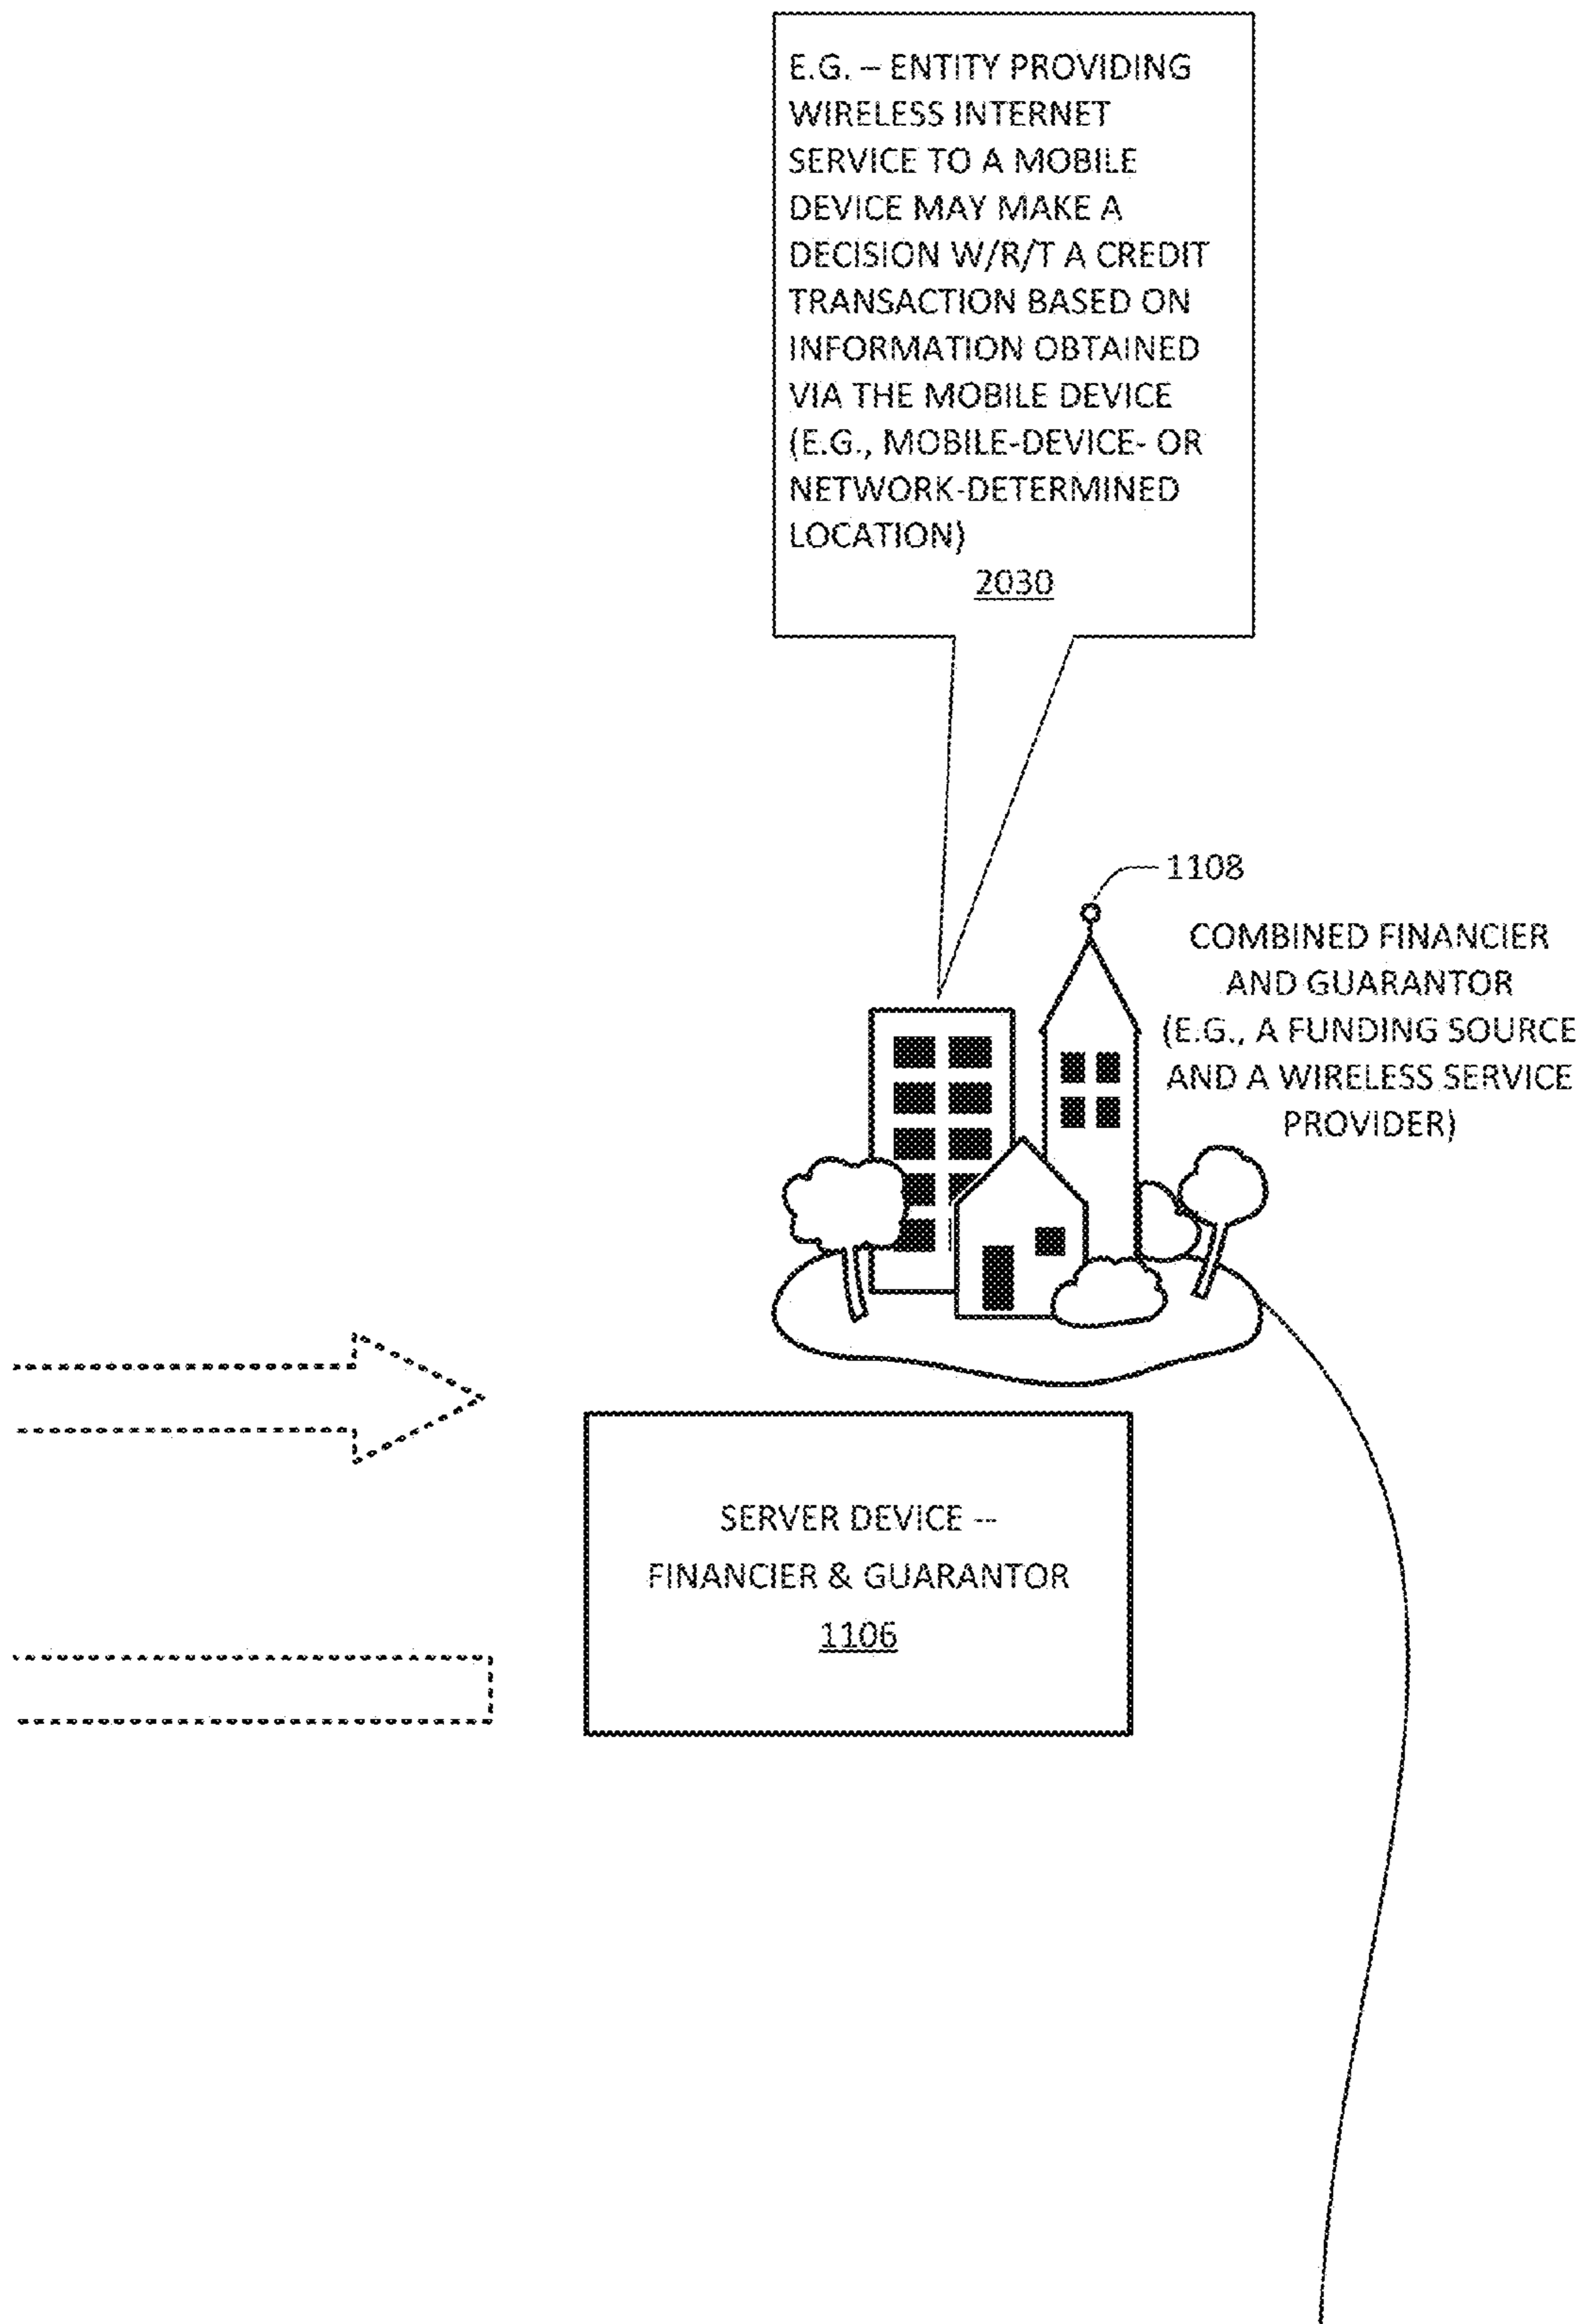 E.G. – ENTITY PROVIDING
WIRELESS INTERNET
SERVICE TO A MOBILE
DEVICE MAY MAKE A
DECISION W/R/T A CREDIT
TRANSACTION BASED ON
INFORMATION OBTAINED
VIA THE MOBILE DEVICE
(E.G., MOBILE-DEVICE- OR
NETWORK-DETERMINED
LOCATION)
2030
1108
COMBINED FINANCIER
AND GUARANTOR
(E.G., A FUNDING SOURCE
AND A WIRELESS SERVICE
PROVIDER)
SERVER DEVICE --
FINANCIER & GUARANTOR
1106